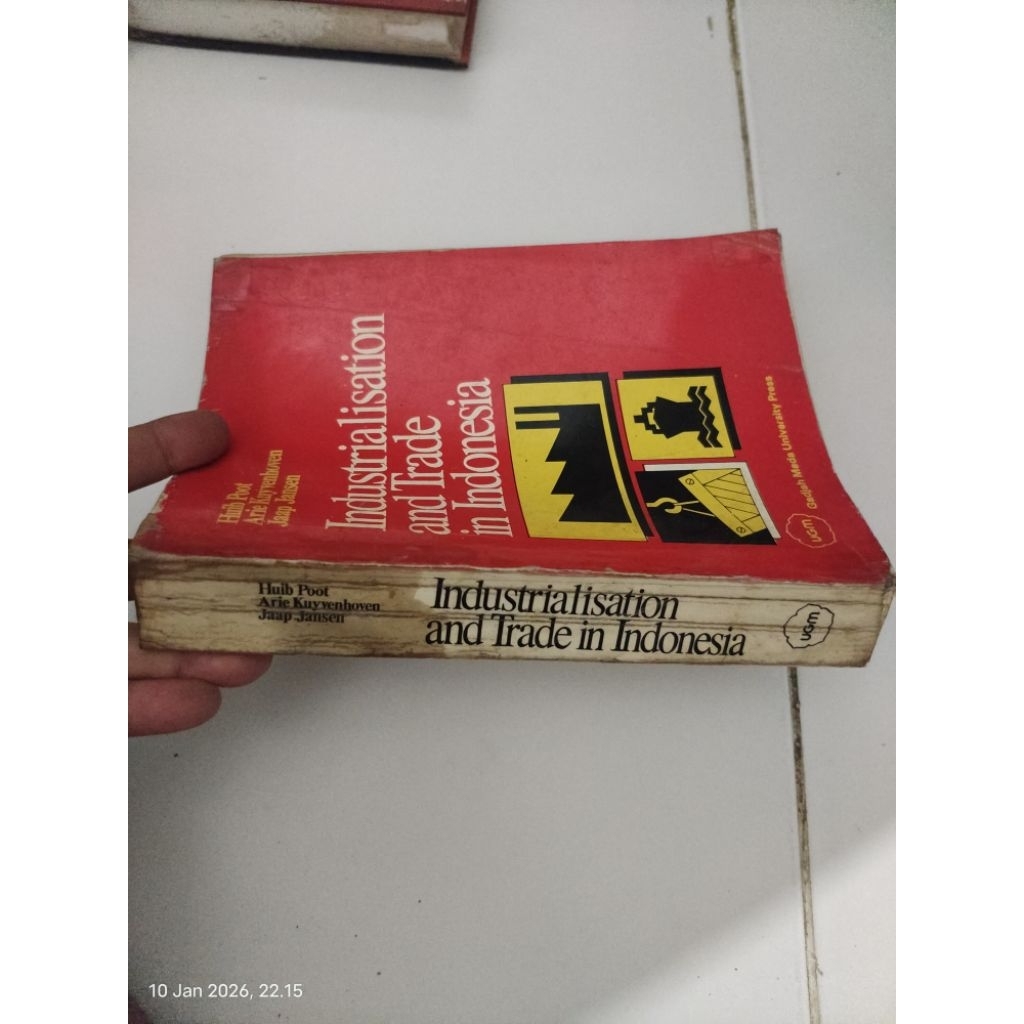 Huib Poot
Arie Kuyvenhoven
Jaap Jansen
Industrialisation
and Trade
in Indonesia
UGM Gadjah Mada University Press
Huib Poot
Arie Kuyvenhoven
Jaap Jansen
Industrialisation
and Trade in Indonesia
UGM
10 Jan 2026, 22.15